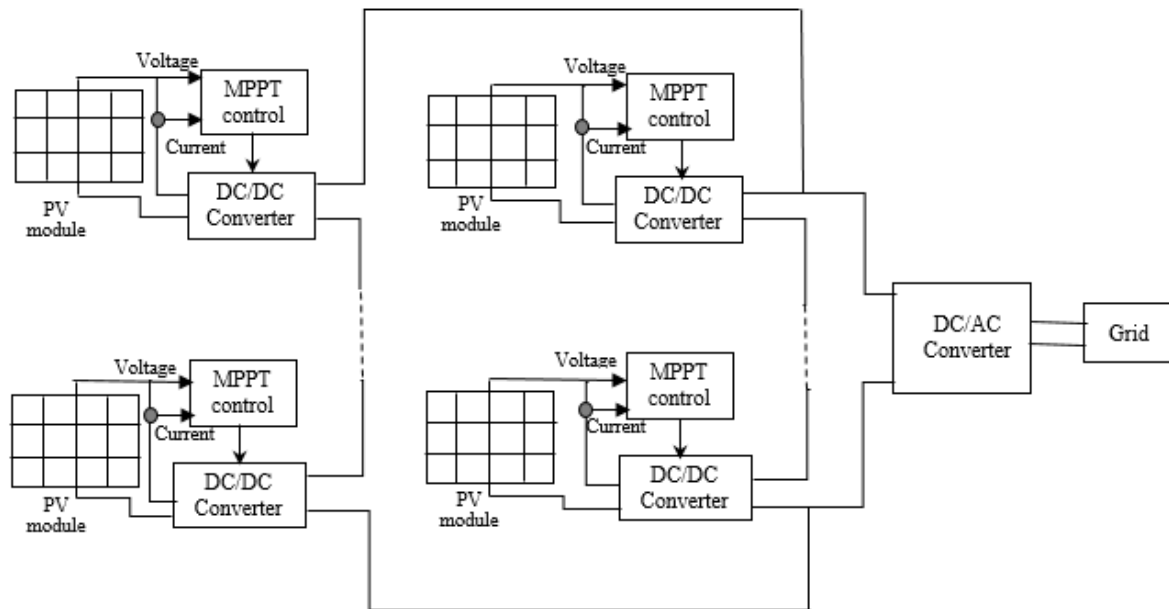 Voltage
MPPT
control
Current
DC/DC
Converter
PV
module
Voltage
MPPT
control
Current
DC/DC
Converter
PV
module
DC/AC
Converter
Grid
Voltage
MPPT
control
Current
DC/DC
Converter
PV
module
Voltage
MPPT
control
Current
DC/DC
Converter
PV
module